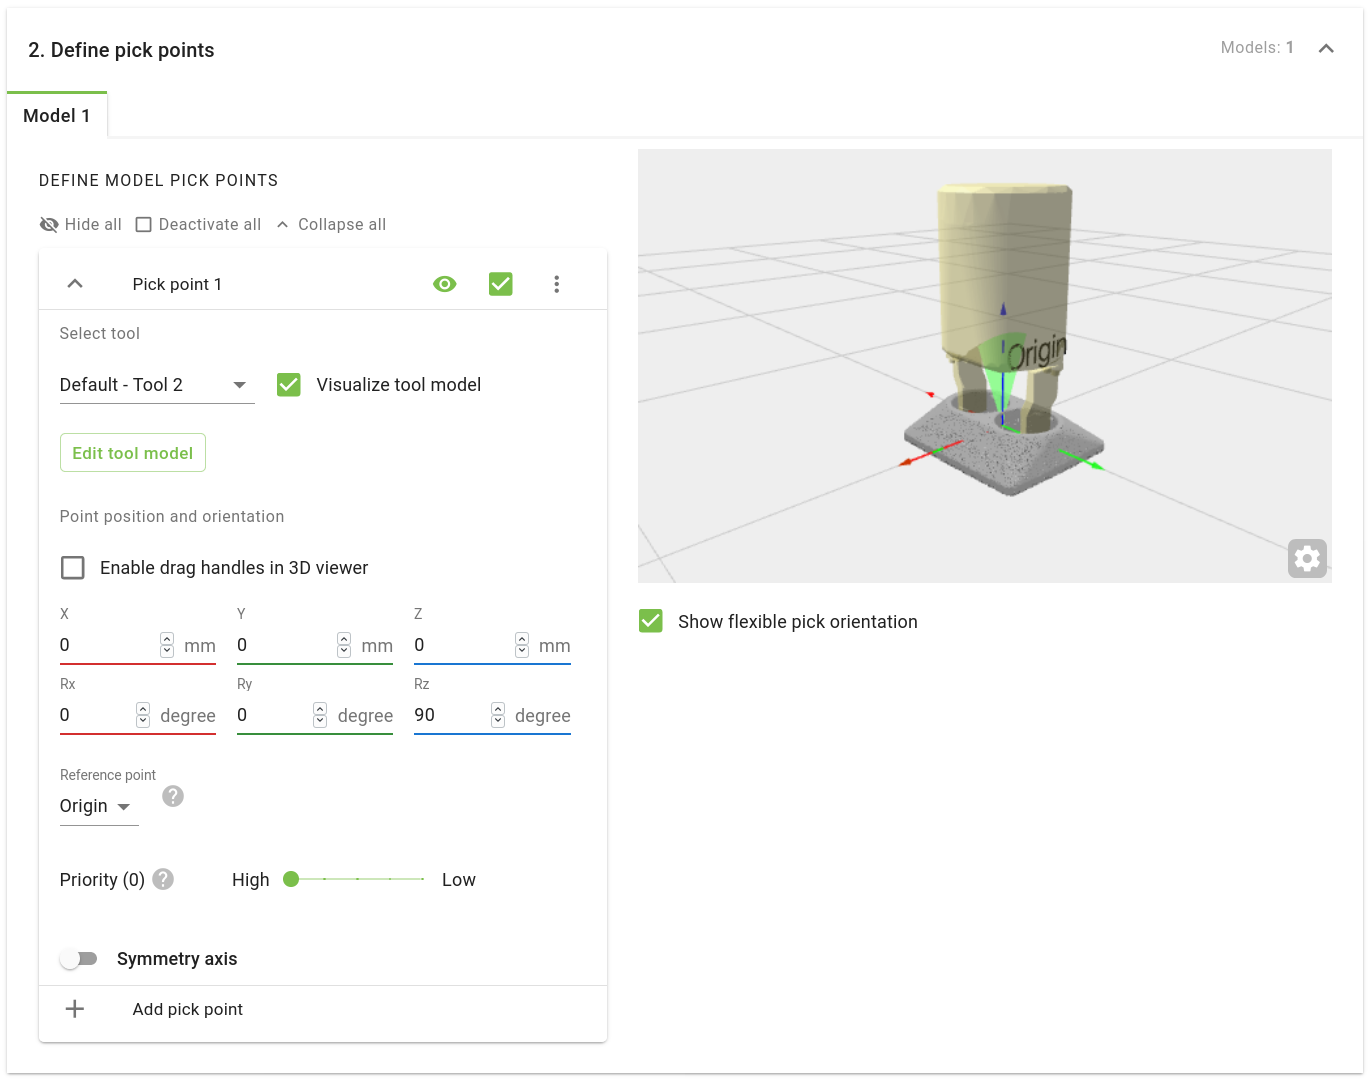 2. Define pick points
Models: 1
Model 1
DEFINE MODEL PICK POINTS
Hide all Deactivate all Collapse all
Pick point 1
Select tool
Default - Tool 2 Visualize tool model
Edit tool model
Point position and orientation
Enable drag handles in 3D viewer
X Y Z
0 mm 0 mm 0 mm
Rx Ry Rz
0 degree 0 degree 90 degree
Reference point
Origin ?
Priority (0) ? High Low
Symmetry axis
+ Add pick point
Origin
Show flexible pick orientation